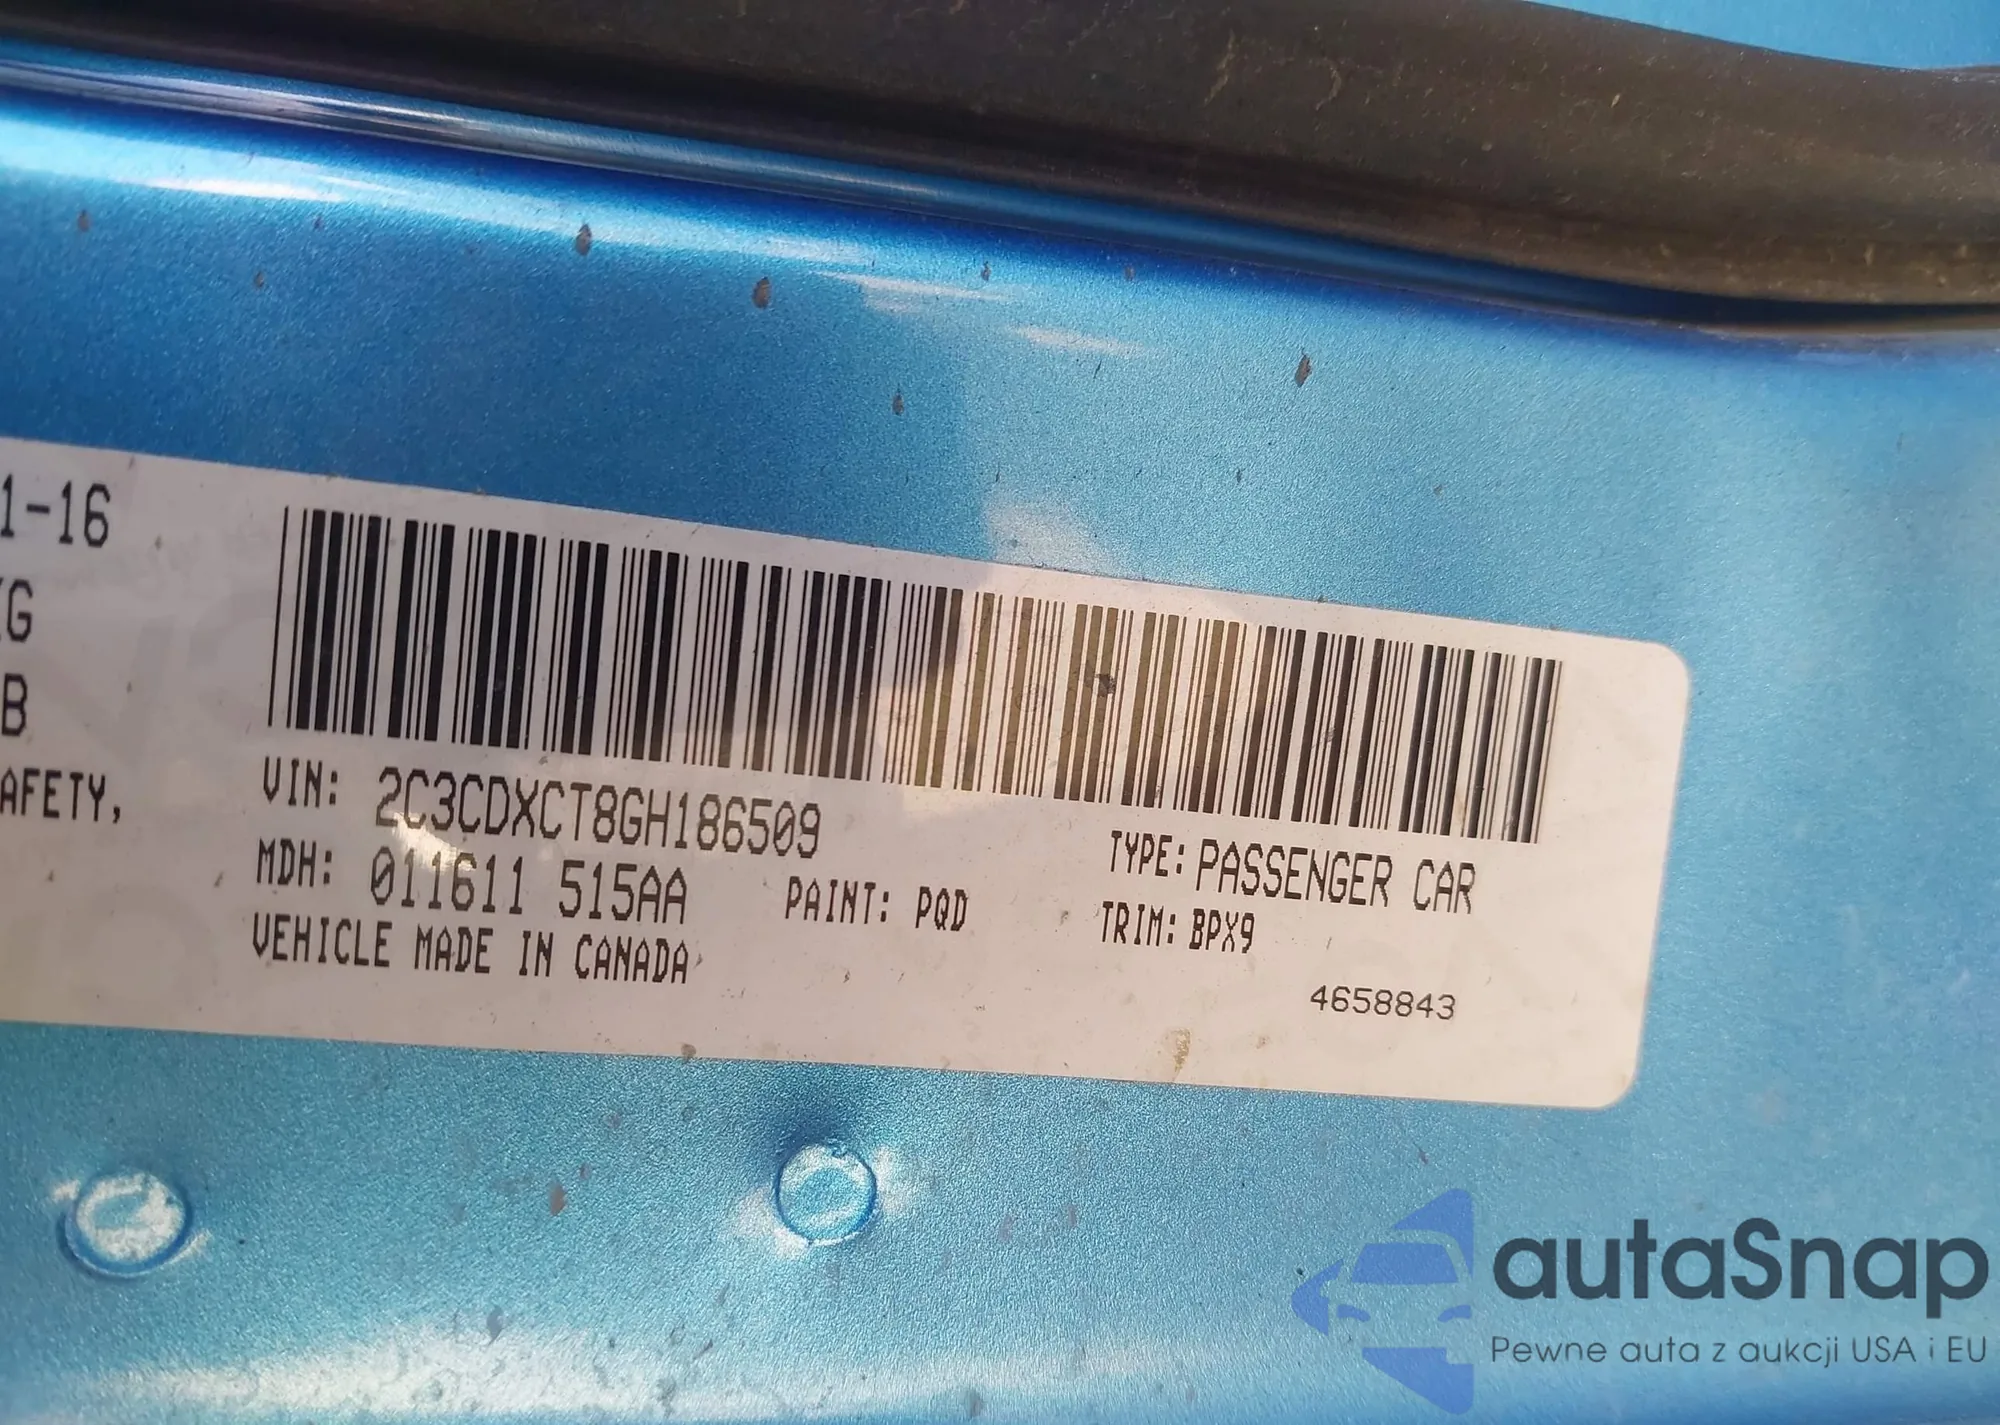 1-16
KG
B
AFETY,
VIN: 2C3CDXCT8GH186509
MDH: 011611 515AA
PAINT: PQD
VEHICLE MADE IN CANADA
TYPE: PASSENGER CAR
TRIM: BPX9
4658843
autaSnap
Pewne auta z aukcji USA i EU